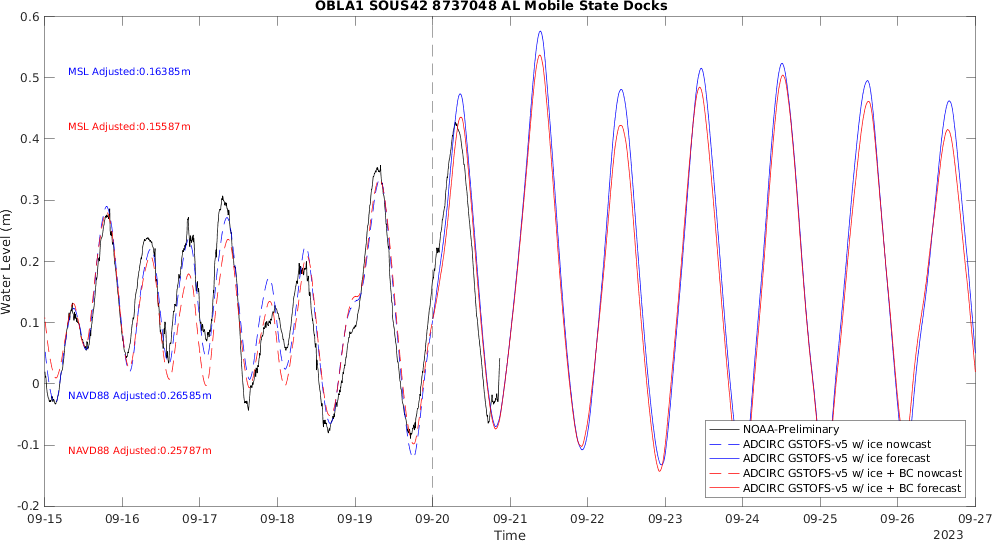 OBLA1 SOUS42 8737048 AL Mobile State Docks
0.6
0.5
0.4
0.3
0.2
0.1
0
-0.1
-0.2
Water Level (m)
MSL Adjusted:0.16385m
MSL Adjusted:0.15587m
NAVD88 Adjusted:0.26585m
NAVD88 Adjusted:0.25787m
NOAA-Preliminary
ADCIRC GSTOFS-v5 w/ ice nowcast
ADCIRC GSTOFS-v5 w/ ice forecast
ADCIRC GSTOFS-v5 w/ ice + BC nowcast
ADCIRC GSTOFS-v5 w/ ice + BC forecast
09-15 09-16 09-17 09-18 09-19 09-20 09-21 09-22 09-23 09-24 09-25 09-26 09-27
Time
2023